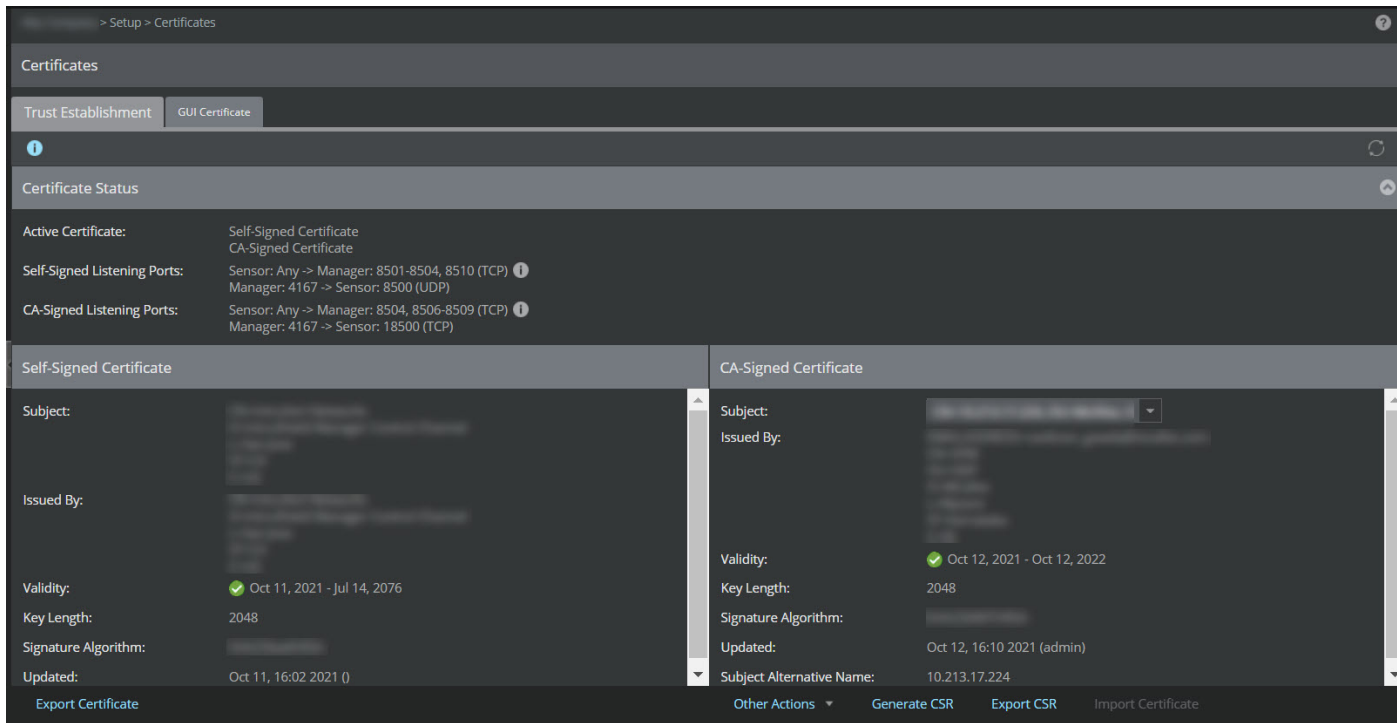 > Setup > Certificates
Certificates
Trust Establishment GUI Certificate
Certificate Status
Active Certificate: Self-Signed Certificate
CA-Signed Certificate
Self-Signed Listening Ports: Sensor: Any -> Manager: 8501-8504, 8510 (TCP)
Manager: 4167 -> Sensor: 8500 (UDP)
CA-Signed Listening Ports: Sensor: Any -> Manager: 8504, 8506-8509 (TCP)
Manager: 4167 -> Sensor: 18500 (TCP)
Self-Signed Certificate
Subject:
Issued By:
Validity: Oct 11, 2021 - Jul 14, 2076
Key Length: 2048
Signature Algorithm:
Updated: Oct 11, 16:02 2021 ()
Export Certificate
CA-Signed Certificate
Subject:
Issued By:
Validity: Oct 12, 2021 - Oct 12, 2022
Key Length: 2048
Signature Algorithm:
Updated: Oct 12, 16:10 2021 (admin)
Subject Alternative Name: 10.213.17.224
Other Actions Generate CSR Export CSR Import Certificate